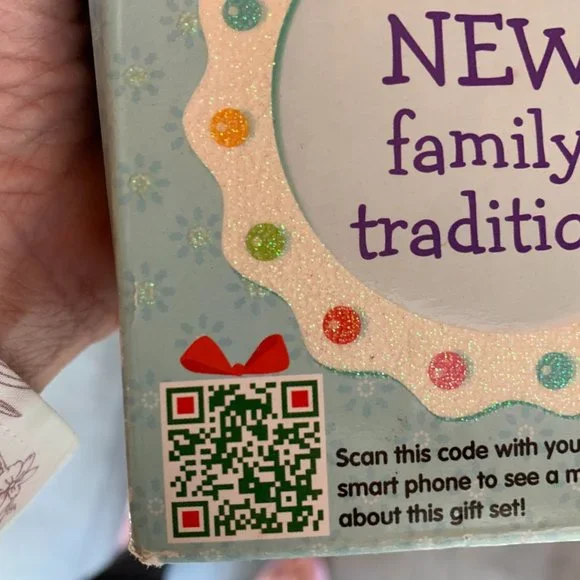 NEW
family
traditio
Scan this code with you
smart phone to see a m
about this gift set!